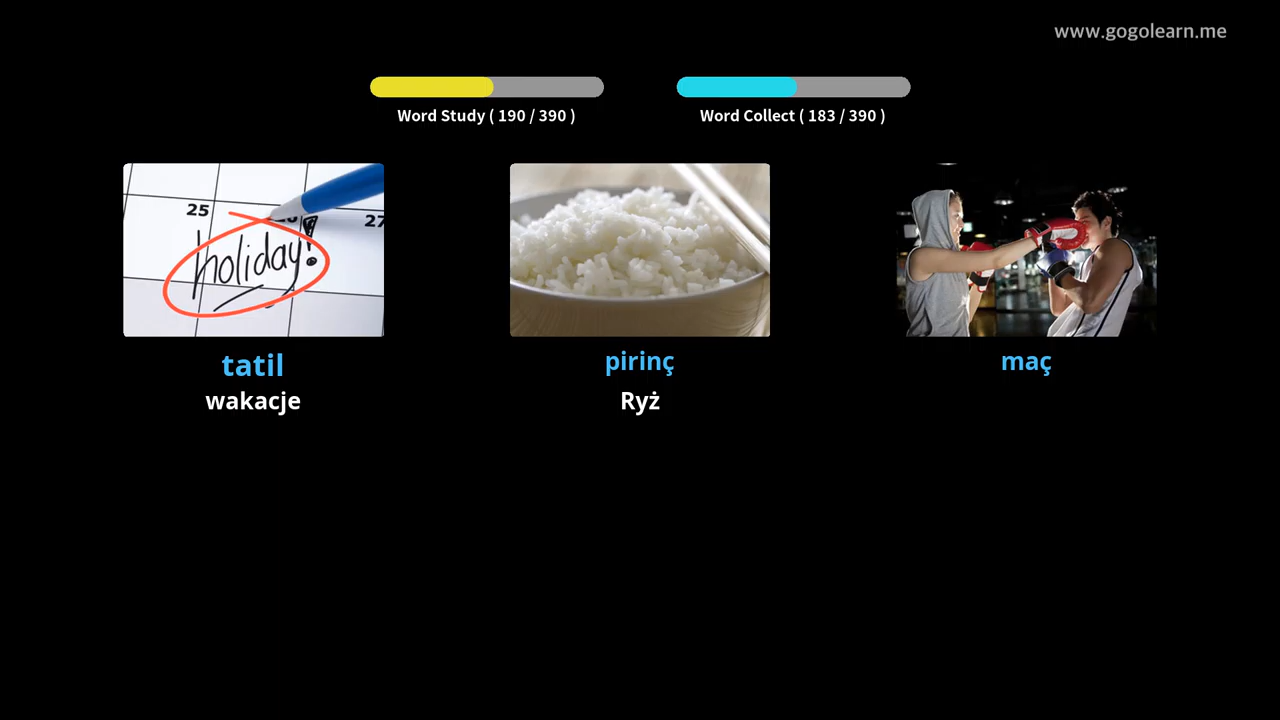 www.gogolearn.me
Word Study ( 190 / 390 )
Word Collect ( 183 / 390 )
25
27
holiday!
tatil
pirinç
maç
wakacje
Ryż